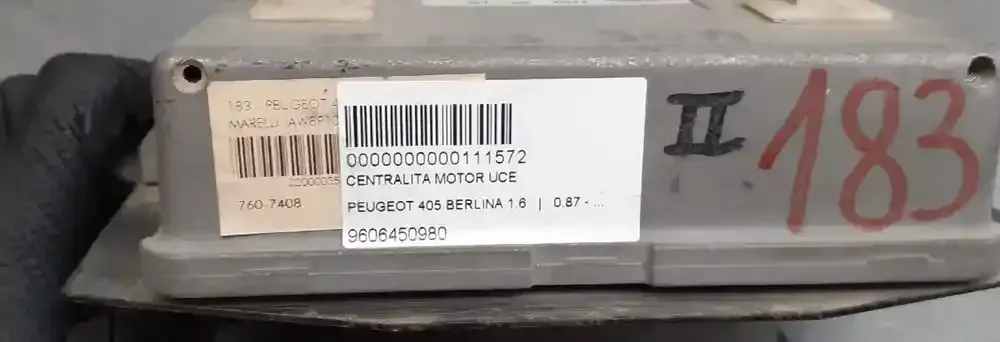 183 - PEUGEOT 4
MARELLI IAW8P10
760-7408
0000000000111572
CENTRALITA MOTOR UCE
PEUGEOT 405 BERLINA 1.6 | 0.87 - ...
9606450980
II
183